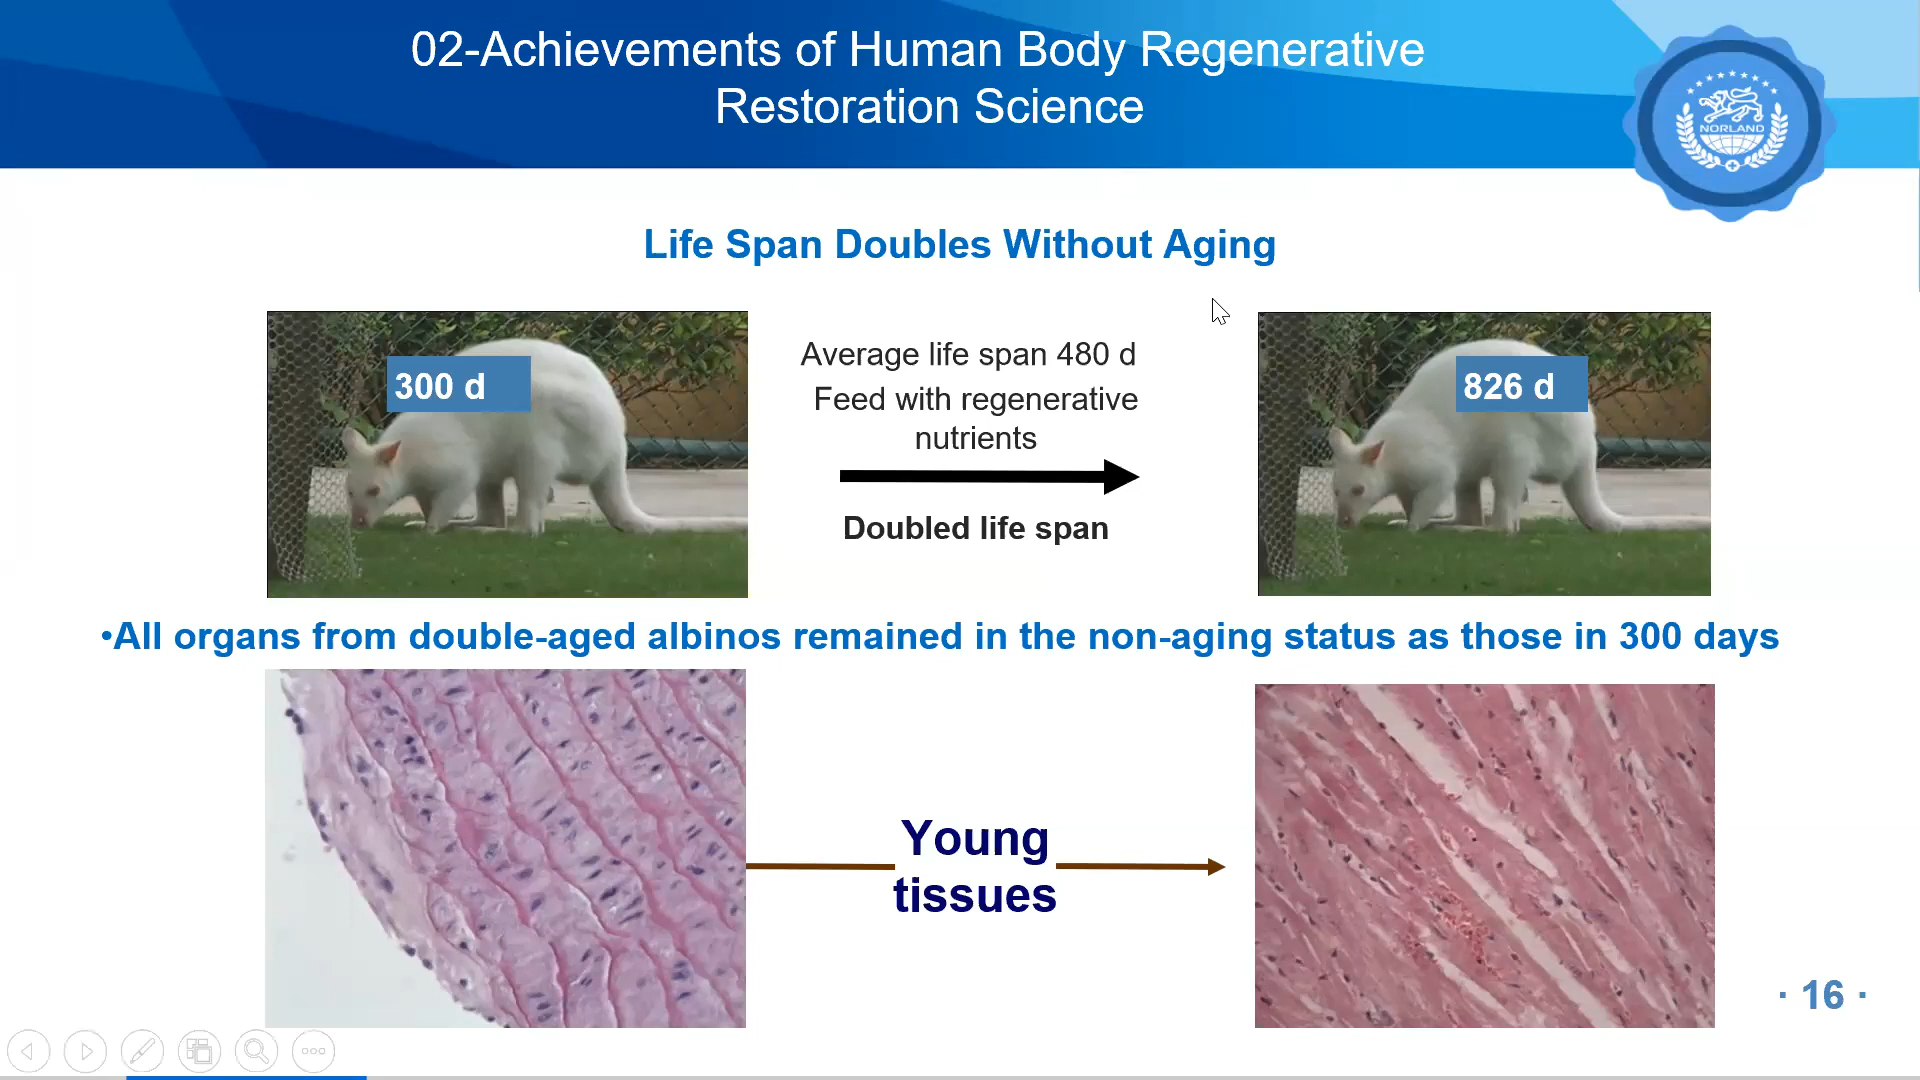 02-Achievements of Human Body Regenerative
Restoration Science
NORLAND
Life Span Doubles Without Aging
300 d
Average life span 480 d
Feed with regenerative
nutrients
Doubled life span
826 d
•All organs from double-aged albinos remained in the non-aging status as those in 300 days
Young
tissues
· 16 ·